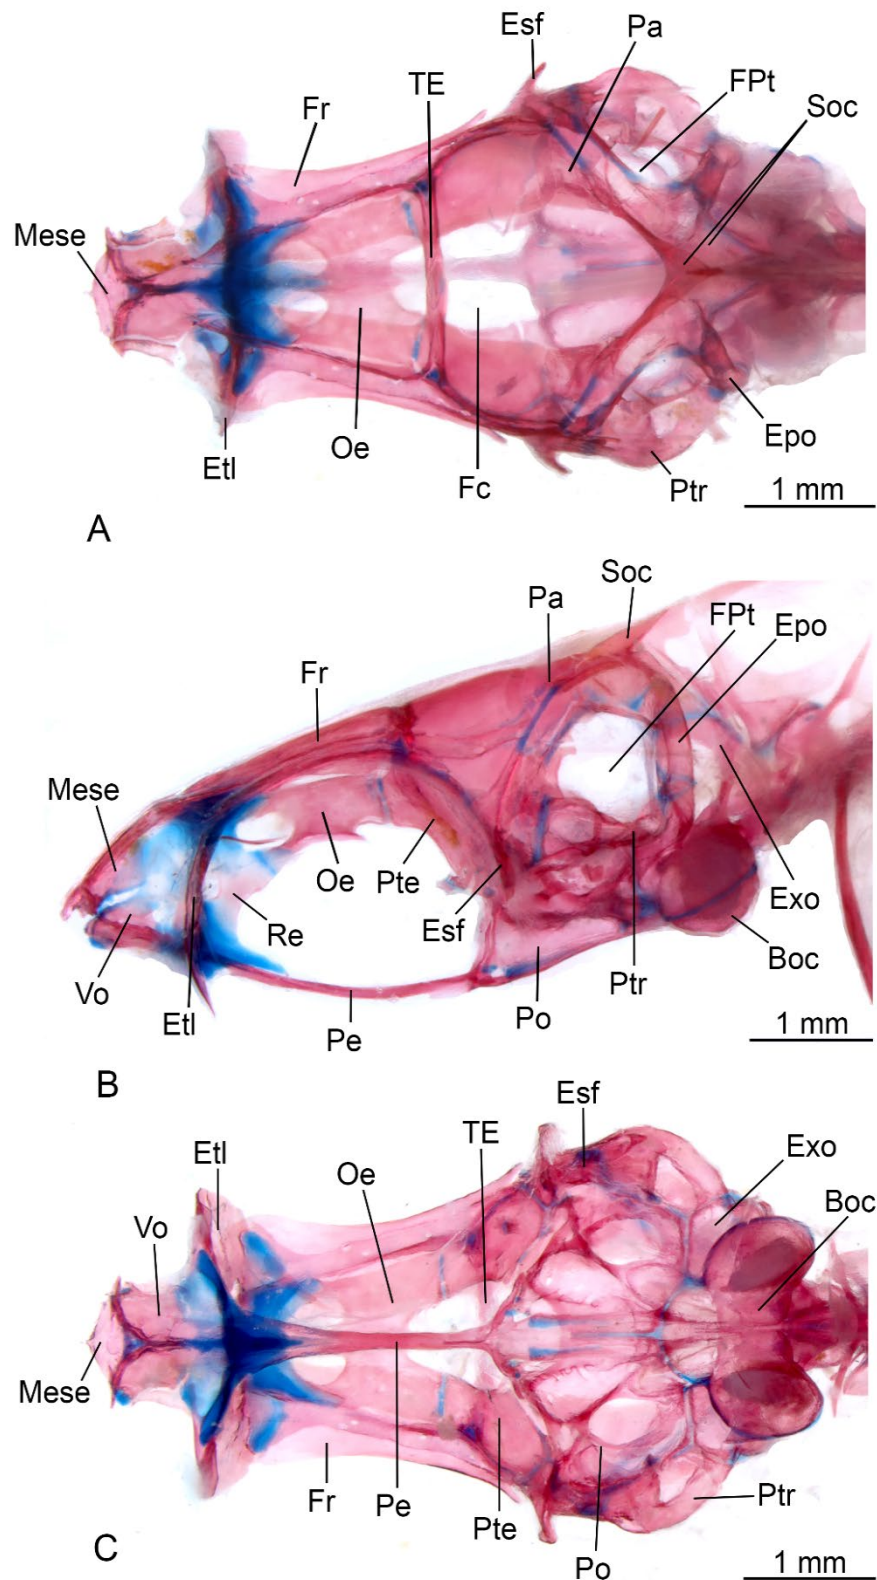 Esf
Pa
TE
FPt
Fr
Soc
Mese
Etl
Oe
Fc
Epo
Ptr
1 mm
A
Soc
Pa
FPt
Epo
Fr
Mese
Oe
Pte
Re
Esf
Exo
Boc
Vo
Etl
Ptr
Po
Pe
1 mm
B
Esf
TE
Exo
Etl
Oe
Boc
Vo
Mese
Fr
Pe
Pte
Ptr
Po
C
1 mm